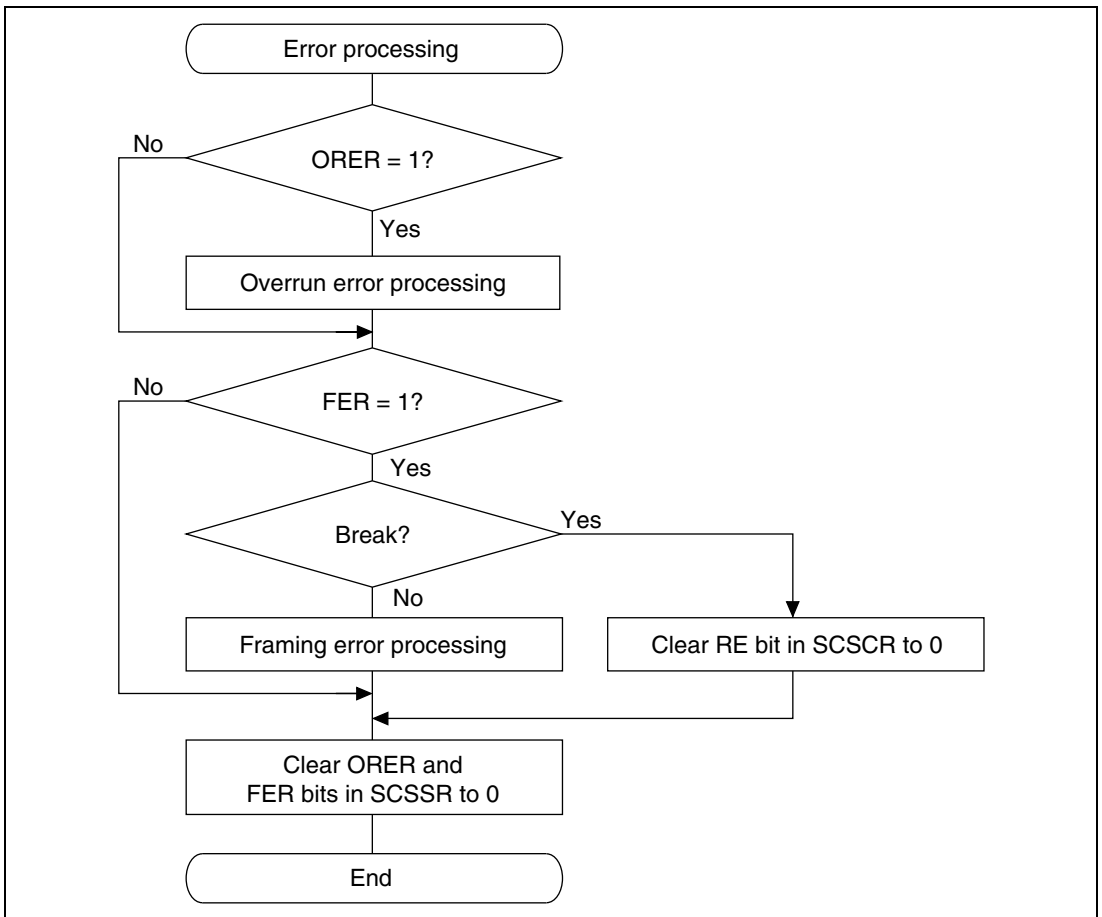 Error processing
No
ORER = 1?
Yes
Overrun error processing
No
FER = 1?
Yes
Break?
Yes
No
Framing error processing
Clear RE bit in SCSCR to 0
Clear ORER and
FER bits in SCSSR to 0
End